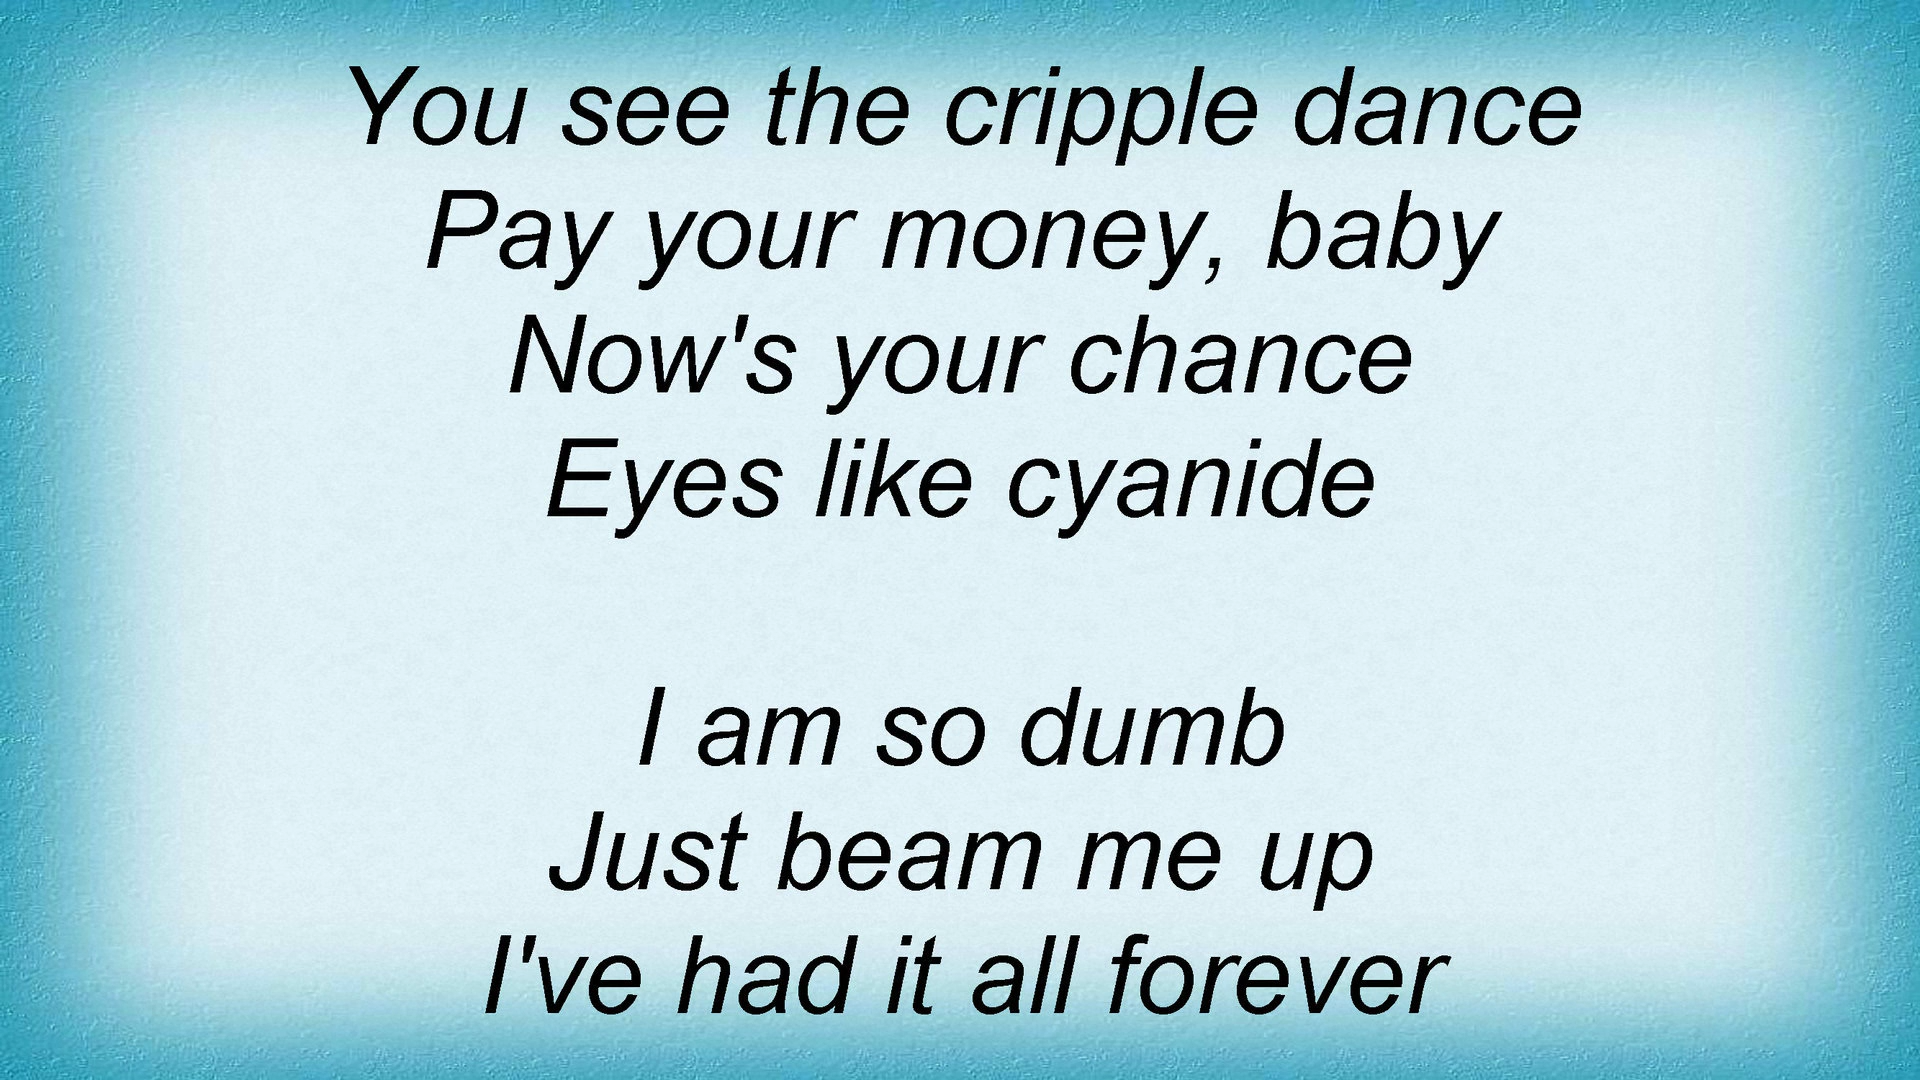 You see the cripple dance
Pay your money, baby
Now's your chance
Eyes like cyanide
I am so dumb
Just beam me up
I've had it all forever